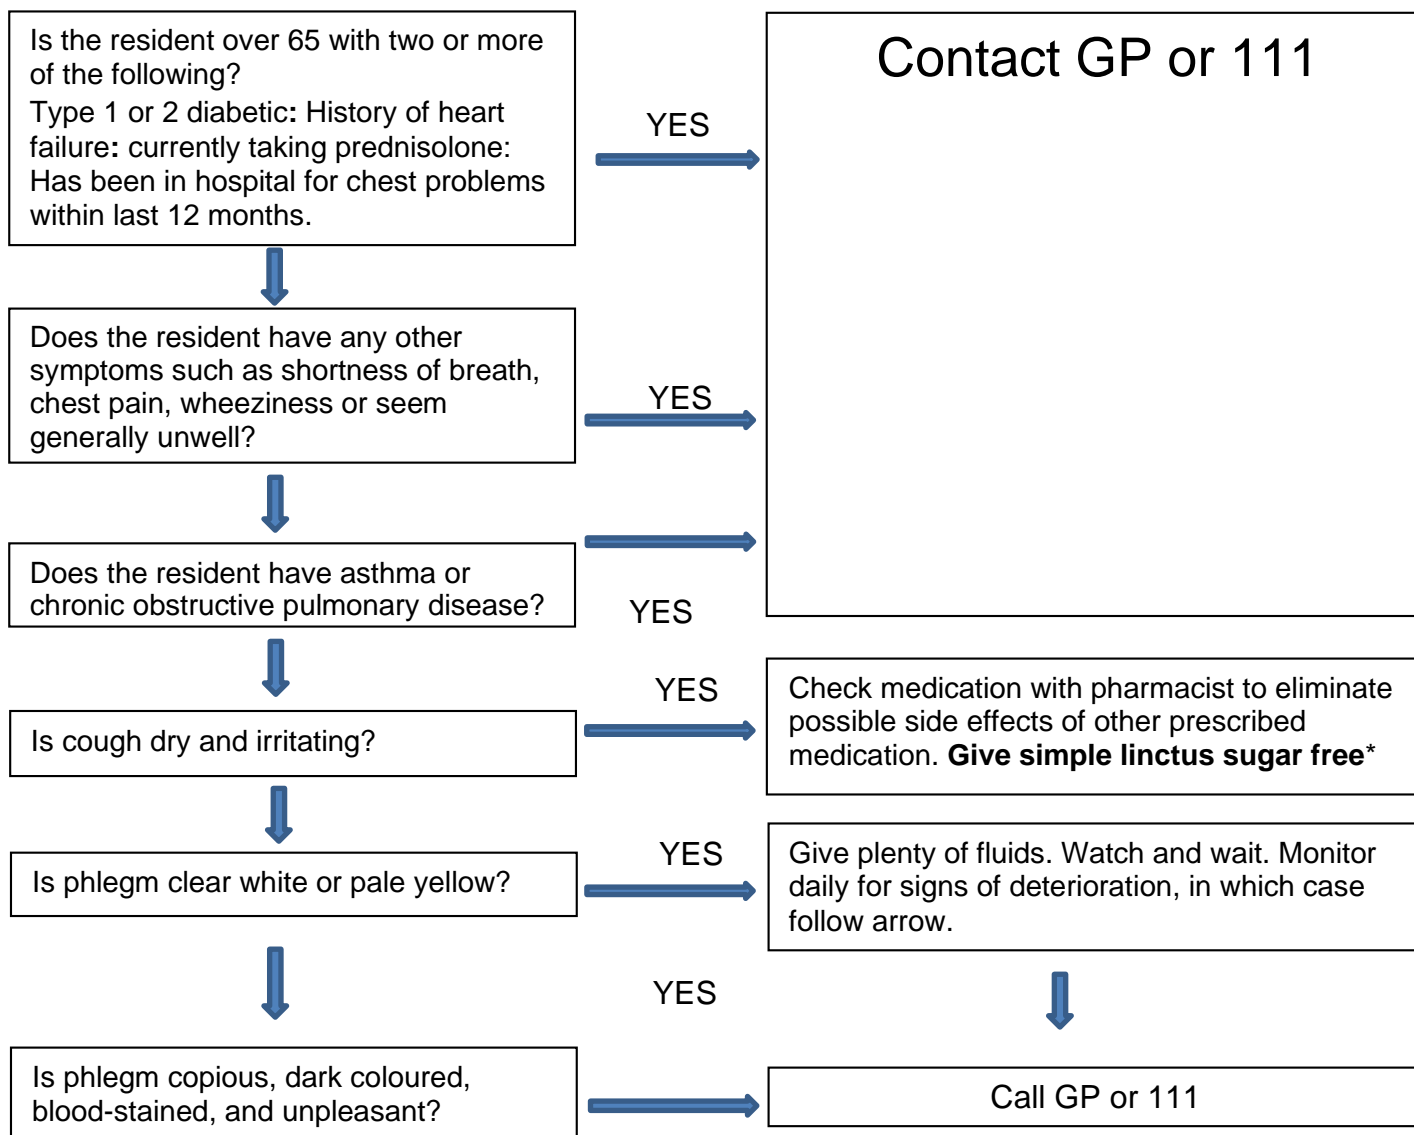 Is the resident over 65 with two or more
of the following?
Type 1 or 2 diabetic: History of heart
failure: currently taking prednisolone:
Has been in hospital for chest problems
within last 12 months.
YES
Contact GP or 111
Does the resident have any other
symptoms such as shortness of breath,
chest pain, wheeziness or seem
generally unwell?
YES
Does the resident have asthma or
chronic obstructive pulmonary disease?
YES
Is cough dry and irritating?
YES
Check medication with pharmacist to eliminate
possible side effects of other prescribed
medication. Give simple linctus sugar free*
Is phlegm clear white or pale yellow?
YES
Give plenty of fluids. Watch and wait. Monitor
daily for signs of deterioration, in which case
follow arrow.
Is phlegm copious, dark coloured,
blood-stained, and unpleasant?
YES
Call GP or 111